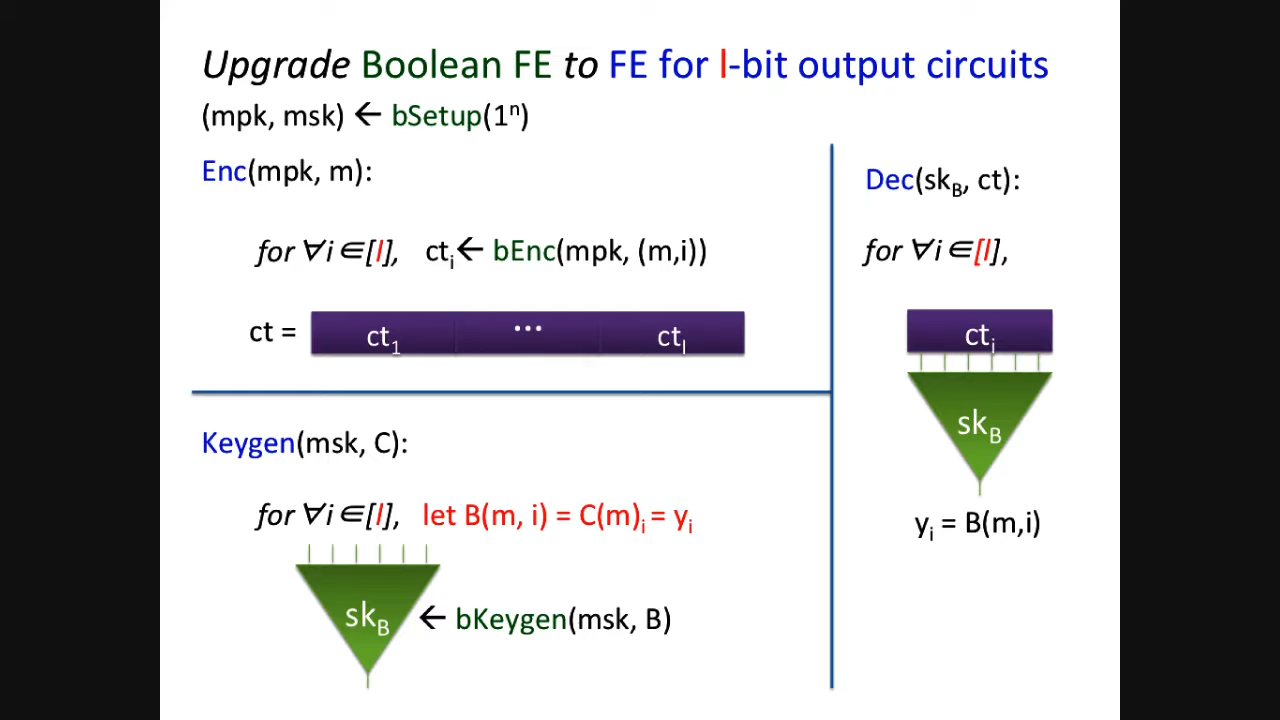 Upgrade Boolean FE to FE for l-bit output circuits
(mpk, msk) ← bSetup(1ⁿ)
Enc(mpk, m):
for ∀i∈[l], ctᵢ← bEnc(mpk, (m,i))
ct = ct₁ ··· ctₗ
Keygen(msk, C):
for ∀i∈[l], let B(m, i) = C(m)ᵢ = yᵢ
sk_B ← bKeygen(msk, B)
Dec(sk_B, ct):
for ∀i∈[l],
ctᵢ
sk_B
yᵢ = B(m,i)